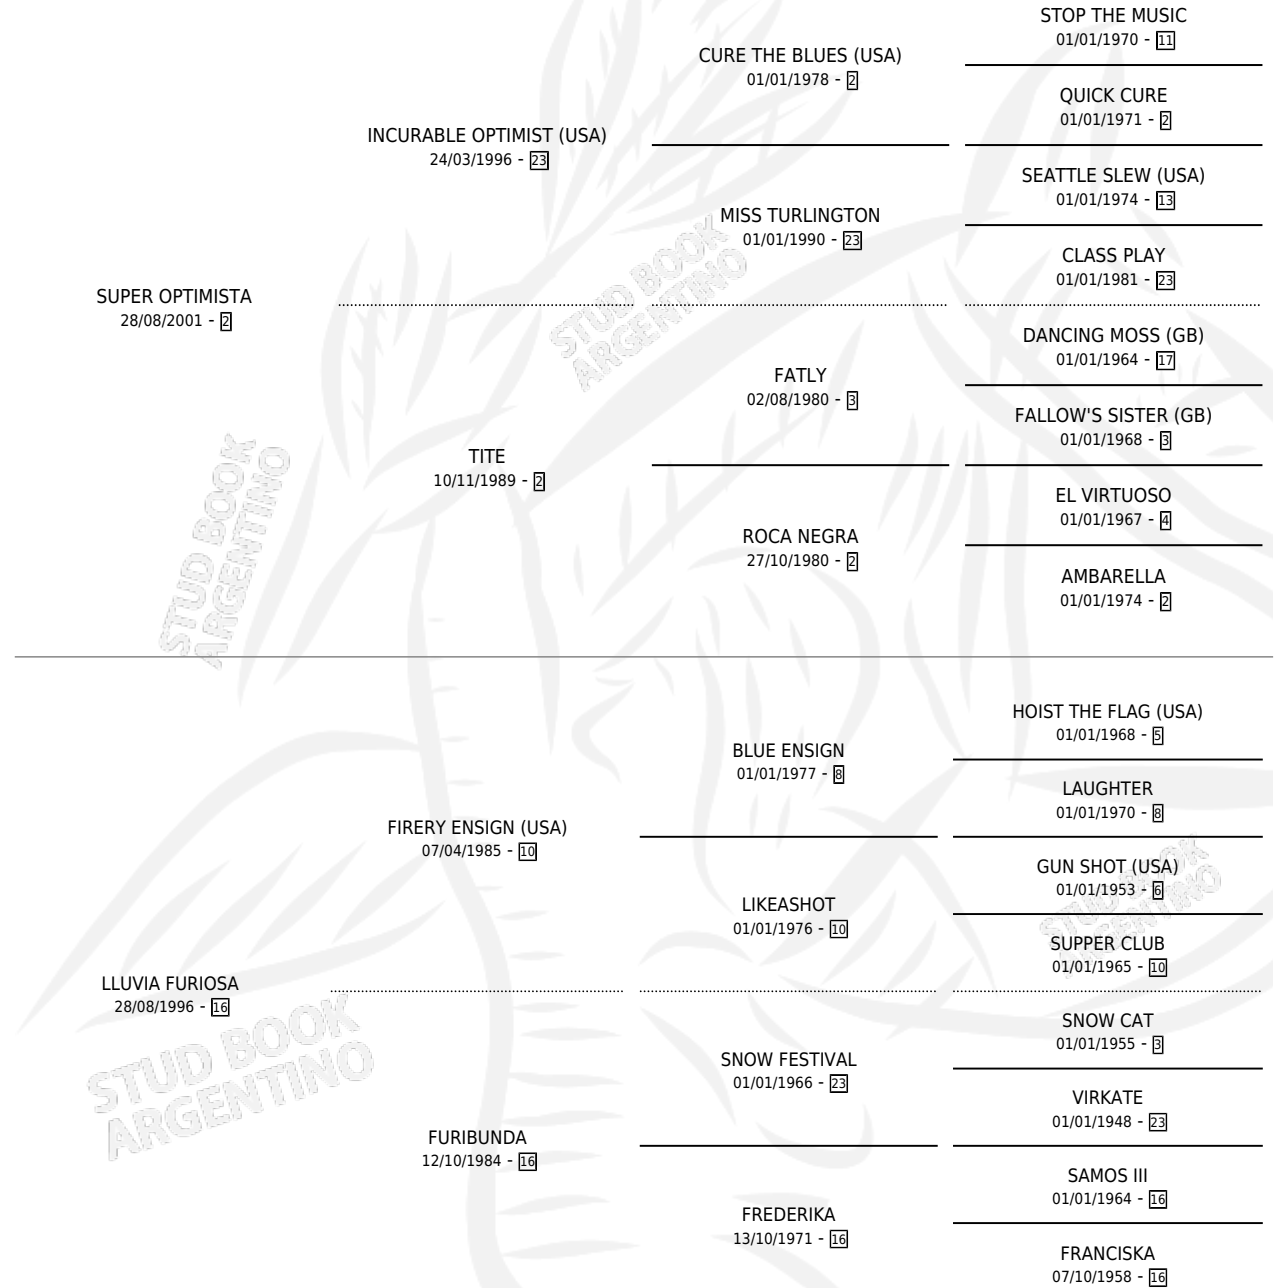 STOP THE MUSIC
01/01/1970 - 11
CURE THE BLUES (USA)
01/01/1978 - 2
QUICK CURE
01/01/1971 - 2
INCURABLE OPTIMIST (USA)
24/03/1996 - 23
SEATTLE SLEW (USA)
01/01/1974 - 13
MISS TURLINGTON
01/01/1990 - 23
CLASS PLAY
01/01/1981 - 23
SUPER OPTIMISTA
28/08/2001 - 2
STUD BOOK
ARGENTINO
DANCING MOSS (GB)
01/01/1964 - 17
FATLY
02/08/1980 - 3
FALLOW'S SISTER (GB)
01/01/1968 - 3
TITE
10/11/1989 - 2
EL VIRTUOSO
01/01/1967 - 4
ROCA NEGRA
27/10/1980 - 2
AMBARELLA
01/01/1974 - 2
STUD BOOK
ARGENTINO
HOIST THE FLAG (USA)
01/01/1968 - 5
BLUE ENSIGN
01/01/1977 - 8
LAUGHTER
01/01/1970 - 8
FIRERY ENSIGN (USA)
07/04/1985 - 10
GUN SHOT (USA)
01/01/1953 - 6
LIKEASHOT
01/01/1976 - 10
SUPPER CLUB
01/01/1965 - 10
STUD BOOK
ARGENTINO
LLUVIA FURIOSA
28/08/1996 - 16
SNOW CAT
01/01/1955 - 3
SNOW FESTIVAL
01/01/1966 - 23
VIRKATE
01/01/1948 - 23
STUD BOOK
ARGENTINO
FURIBUNDA
12/10/1984 - 16
SAMOS III
01/01/1964 - 16
FREDERIKA
13/10/1971 - 16
FRANCISKA
07/10/1958 - 16